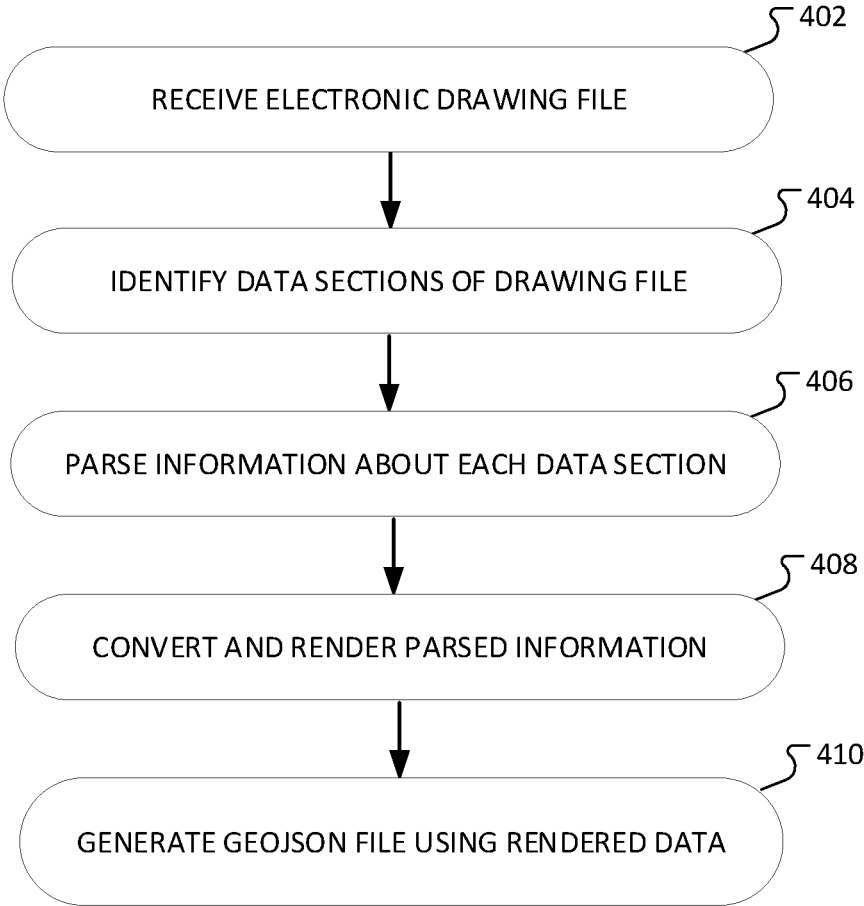 402
RECEIVE ELECTRONIC DRAWING FILE
404
IDENTIFY DATA SECTIONS OF DRAWING FILE
406
PARSE INFORMATION ABOUT EACH DATA SECTION
408
CONVERT AND RENDER PARSED INFORMATION
410
GENERATE GEOJSON FILE USING RENDERED DATA